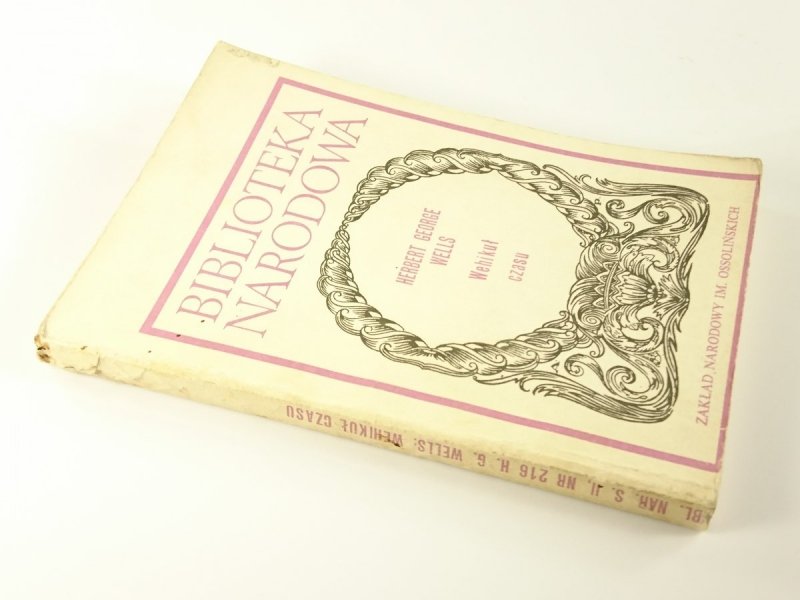 BIBLIOTEKA
NARODOWA
HERBERT GEORGE
WELLS
Wehikuł
czasu
ZAKŁAD NARODOWY IM. OSSOLIŃSKICH
BL. NAR. S. II, NR 216 H. G. WELLS: WEHIKUŁ CZASU